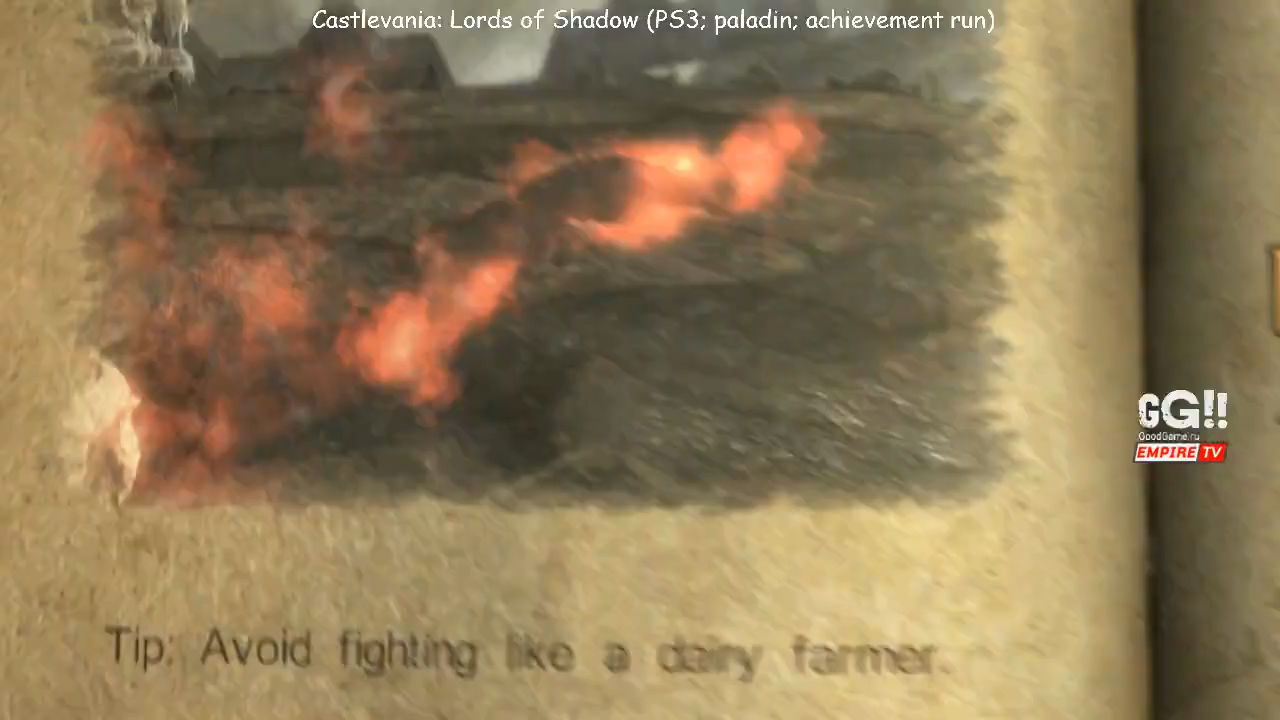 Castlevania: Lords of Shadow (PS3; paladin; achievement run)
GG!!
GoodGame.ru
EMPIRE TV
Tip: Avoid fighting like a dairy farmer.